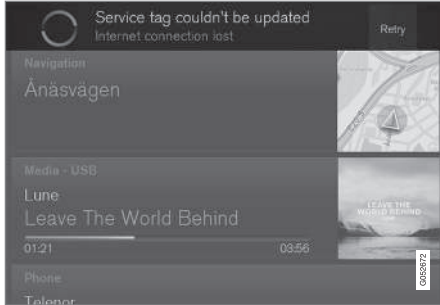 Service tag couldn't be updated
Internet connection lost
Retry
Navigation
Ånäsvägen
Media - USB
Lune
Leave The World Behind
01:21
03:56
LEAVE THE
WORLD BEHIND
Phone
Telenor
G052672